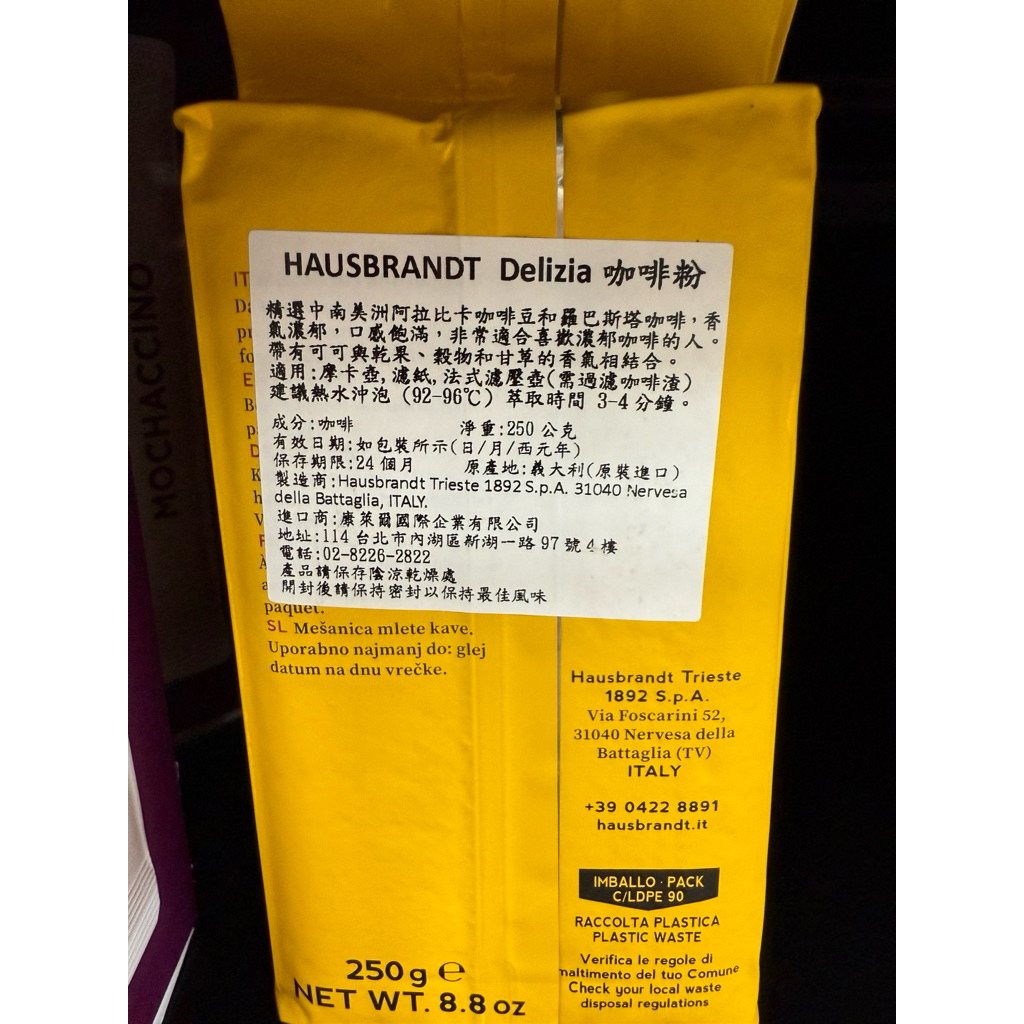 MOCHACCINO
HAUSBRANDT Delizia 咖啡粉
精選中南美洲阿拉比卡咖啡豆和羅巴斯塔咖啡，香
氣濃郁，口感飽滿，非常適合喜歡濃郁咖啡的人。
帶有可可與乾果、穀物和甘草的香氣相結合。
適用:摩卡壺,濾紙,法式濾壓壺(需過濾咖啡渣)
建議熱水沖泡 (92-96℃) 萃取時間 3-4 分鐘。
成分:咖啡 淨重:250 公克
有效日期:如包裝所示(日/月/西元年)
保存期限:24 個月 原產地:義大利(原裝進口)
製造商:Hausbrandt Trieste 1892 S.p.A. 31040 Nervesa
della Battaglia, ITALY.
進口商:康萊爾國際企業有限公司
地址:114 台北市內湖區新湖一路 97 號 4 樓
電話:02-8226-2822
產品請保存陰涼乾燥處
開封後請保持密封以保持最佳風味
IT
paquet.
SL Mešanica mlete kave.
Uporabno najmanj do: glej
datum na dnu vrečke.
250 g ℮
NET WT. 8.8 oz
Hausbrandt Trieste
1892 S.p.A.
Via Foscarini 52,
31040 Nervesa della
Battaglia (TV)
ITALY
+39 0422 8891
hausbrandt.it
IMBALLO · PACK
C/LDPE 90
RACCOLTA PLASTICA
PLASTIC WASTE
Verifica le regole di
maltimento del tuo Comune
Check your local waste
disposal regulations